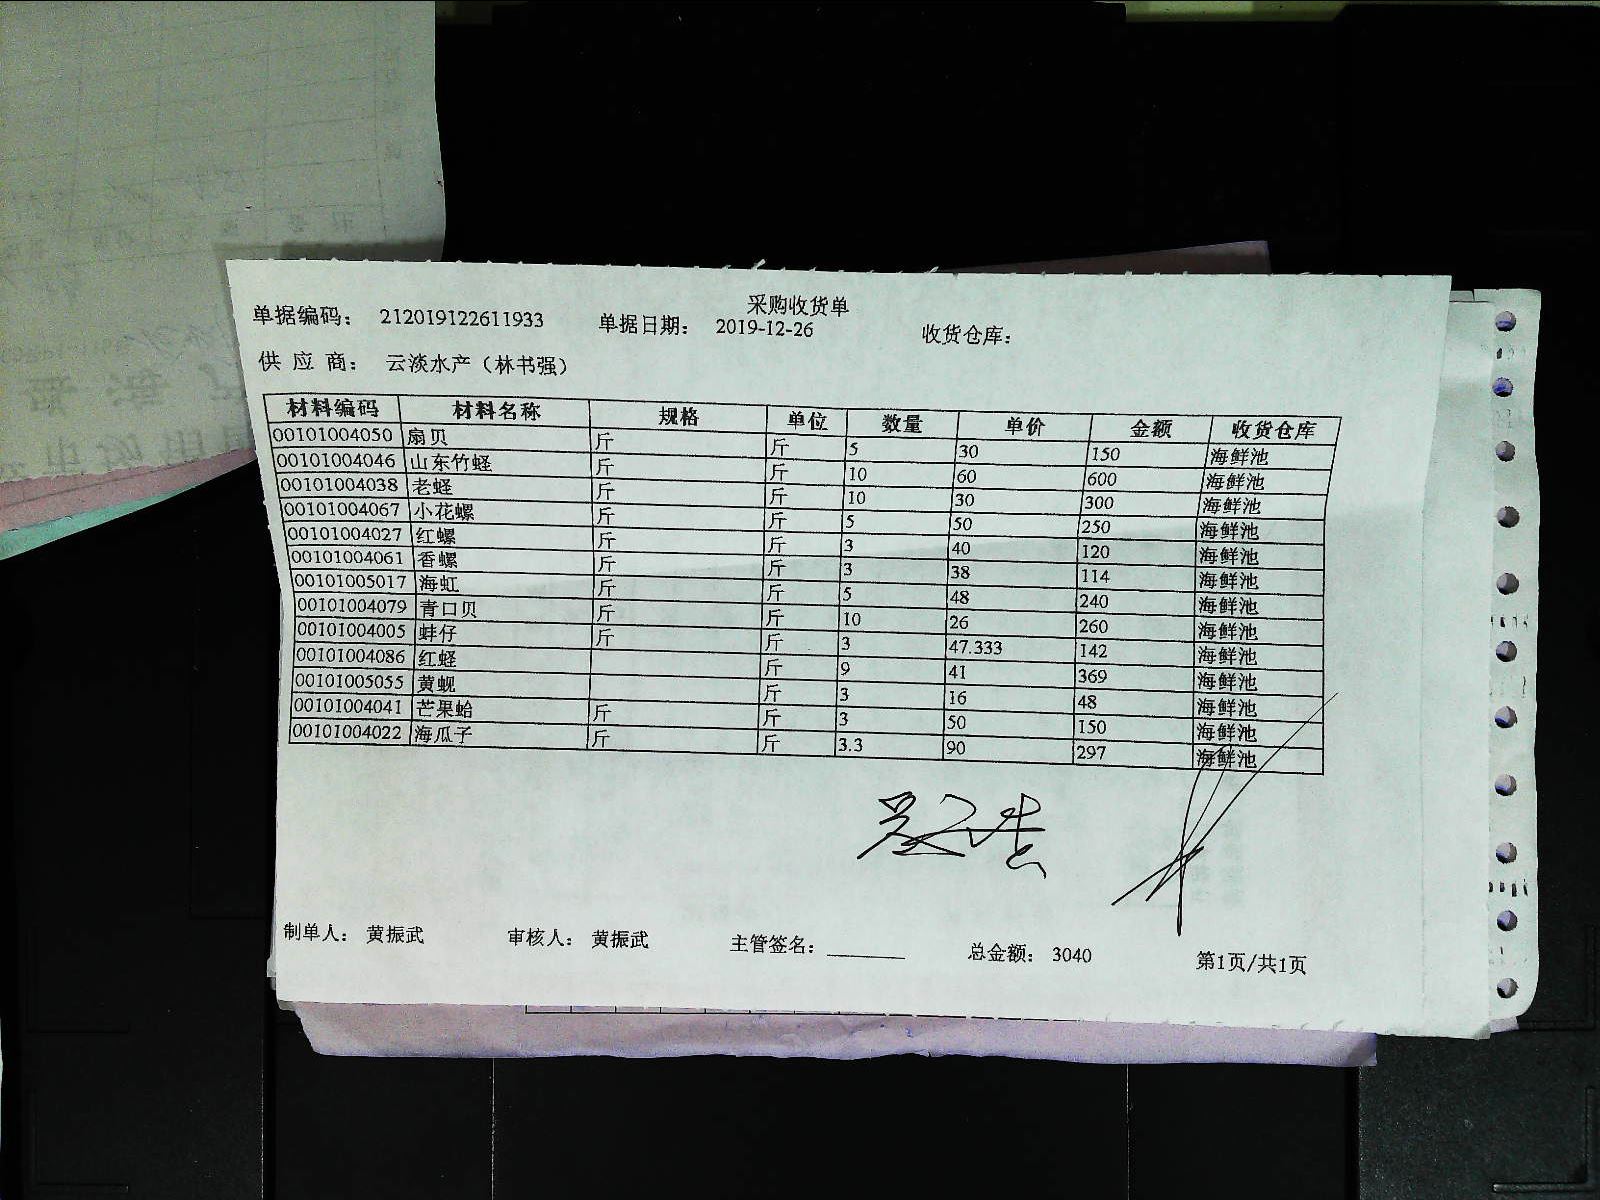 采购收货单
单据编码： 212019122611933 单据日期： 2019-12-26 收货仓库：
供 应 商： 云淡水产（林书强）
材料编码 材料名称 规格 单位 数量 单价 金额 收货仓库
00101004050 扇贝 斤 斤 5 30 150 海鲜池
00101004046 山东竹蛏 斤 斤 10 60 600 海鲜池
00101004038 老蛏 斤 斤 10 30 300 海鲜池
00101004067 小花螺 斤 斤 5 50 250 海鲜池
00101004027 红螺 斤 斤 3 40 120 海鲜池
00101004061 香螺 斤 斤 3 38 114 海鲜池
00101005017 海虹 斤 斤 5 48 240 海鲜池
00101004079 青口贝 斤 斤 10 26 260 海鲜池
00101004005 蚌仔 斤 斤 3 47.333 142 海鲜池
00101004086 红蛏 斤 9 41 369 海鲜池
00101005055 黄蚬 斤 3 16 48 海鲜池
00101004041 芒果蛤 斤 斤 3 50 150 海鲜池
00101004022 海瓜子 斤 斤 3.3 90 297 海鲜池
制单人： 黄振武 审核人： 黄振武 主管签名： 总金额： 3040 第1页/共1页